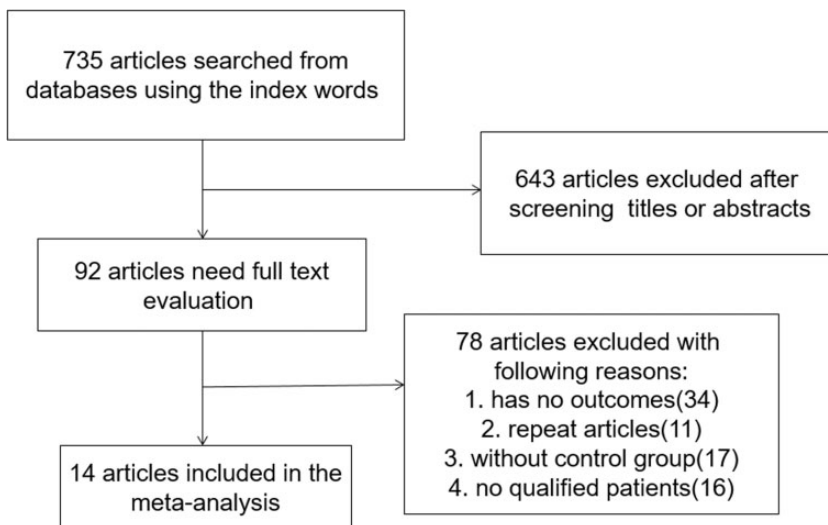 735 articles searched from
databases using the index words
643 articles excluded after
screening titles or abstracts
92 articles need full text
evaluation
78 articles excluded with
following reasons:
1. has no outcomes(34)
2. repeat articles(11)
3. without control group(17)
4. no qualified patients(16)
14 articles included in the
meta-analysis